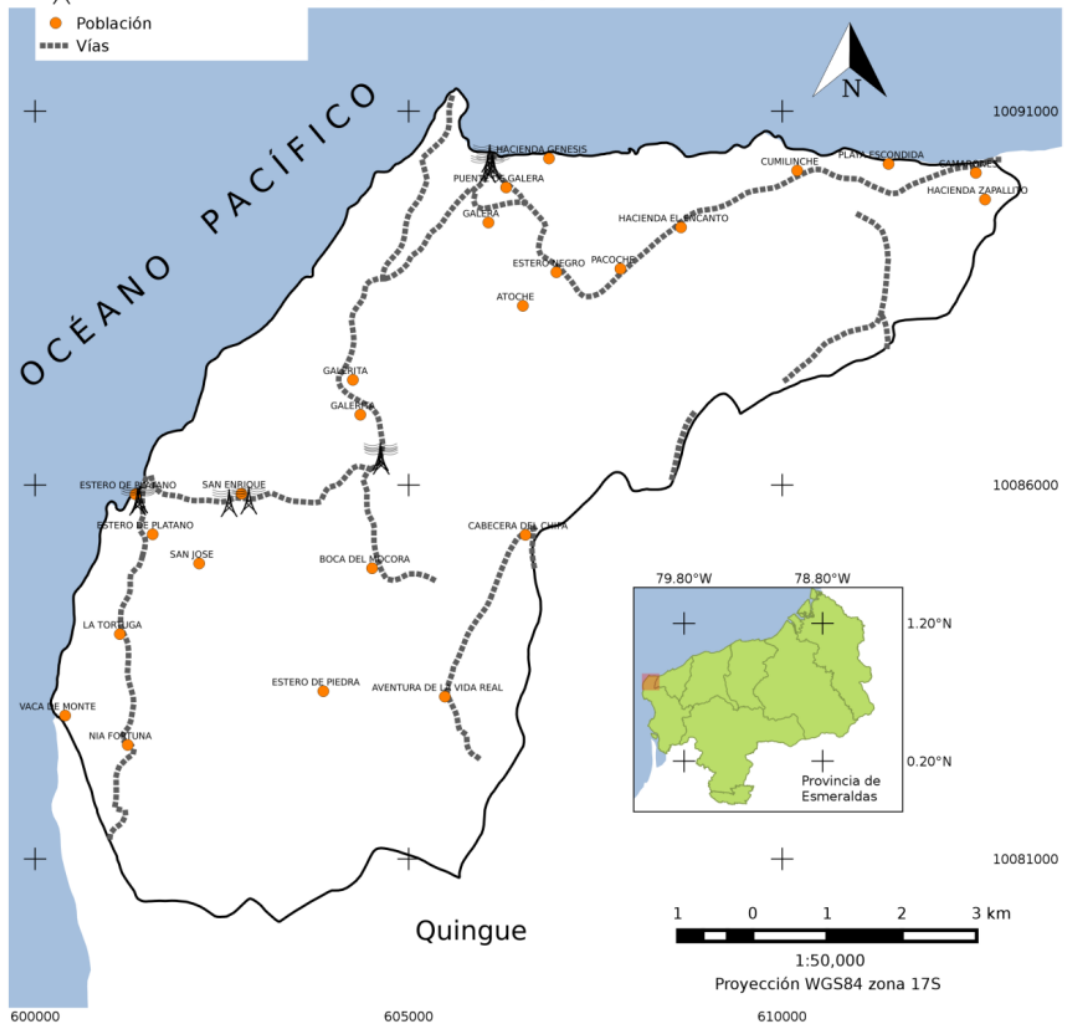 Población
Vías
N
OCÉANO PACÍFICO
10091000
HACIENDA GENESIS
PLAYA ESCONDIDA
CUMILINCHE
CAMARONES
PUENTE DE GALERA
HACIENDA ZAPALLITO
GALERA
HACIENDA EL ENCANTO
ESTERO NEGRO
PACOCHE
ATOCHE
GALERITA
GALERITA
10086000
ESTERO DE PLATANO
SAN ENRIQUE
ESTERO DE PLATANO
CABECERA DEL CHIPA
SAN JOSE
BOCA DEL MOCORA
79.80°W
78.80°W
1.20°N
LA TORTUGA
ESTERO DE PIEDRA
AVENTURA DE LA VIDA REAL
VACA DE MONTE
NIA FORTUNA
0.20°N
Provincia de
Esmeraldas
10081000
Quingue
1 0 1 2 3 km
1:50,000
Proyección WGS84 zona 17S
600000
605000
610000